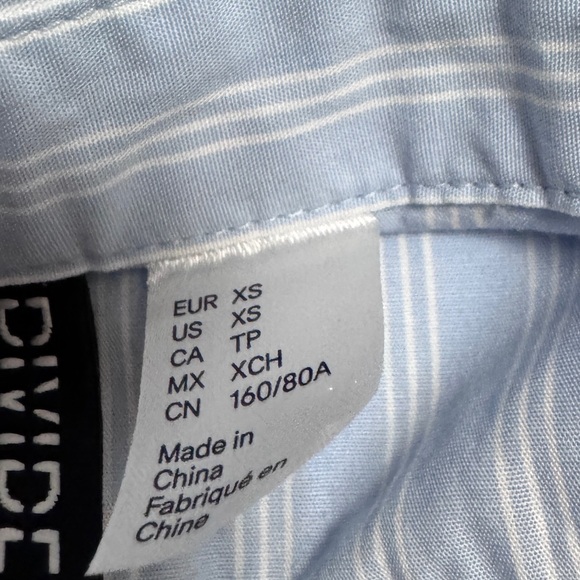 DIVIDE
EUR XS
US XS
CA TP
MX XCH
CN 160/80A
Made in
China
Fabriqué en
Chine